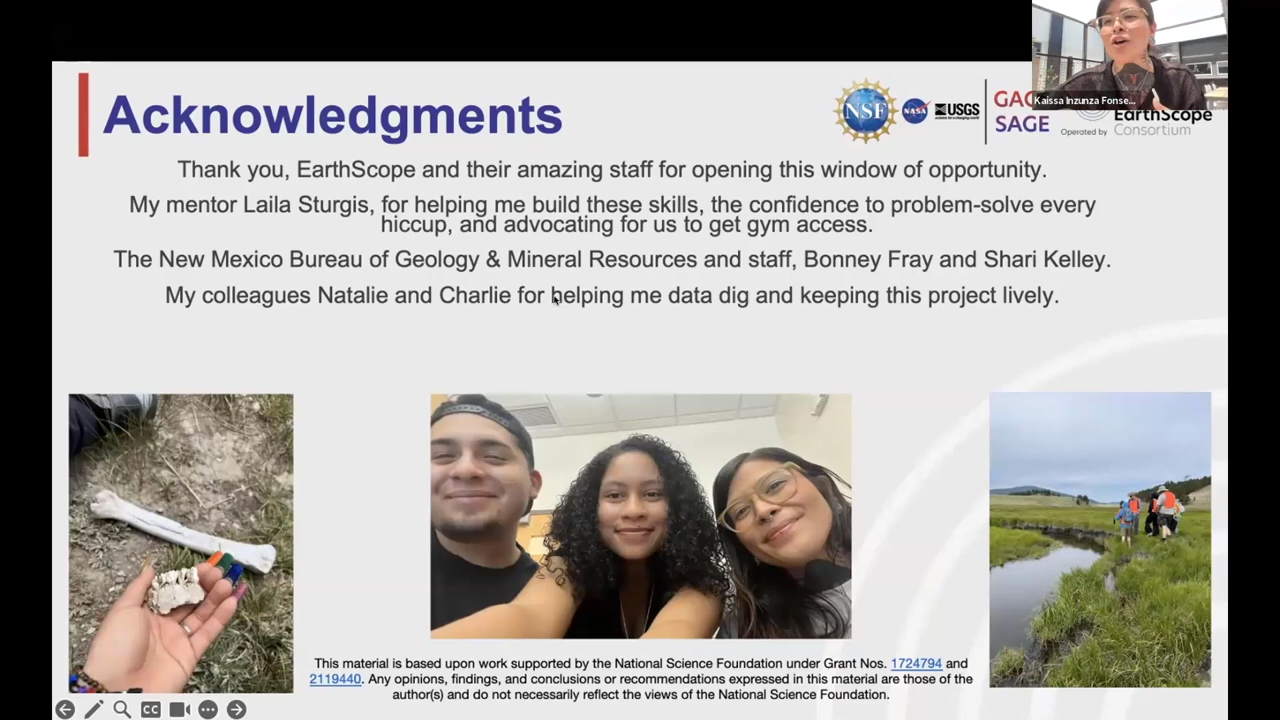 Kaissa Inzunza Fonse...
Acknowledgments
NSF
NASA
USGS
SAGE
Operated by
EarthScope
Consortium
Thank you, EarthScope and their amazing staff for opening this window of opportunity.
My mentor Laila Sturgis, for helping me build these skills, the confidence to problem-solve every
hiccup, and advocating for us to get gym access.
The New Mexico Bureau of Geology & Mineral Resources and staff, Bonney Fray and Shari Kelley.
My colleagues Natalie and Charlie for helping me data dig and keeping this project lively.
This material is based upon work supported by the National Science Foundation under Grant Nos. 1724794 and
2119440. Any opinions, findings, and conclusions or recommendations expressed in this material are those of the
author(s) and do not necessarily reflect the views of the National Science Foundation.
CC